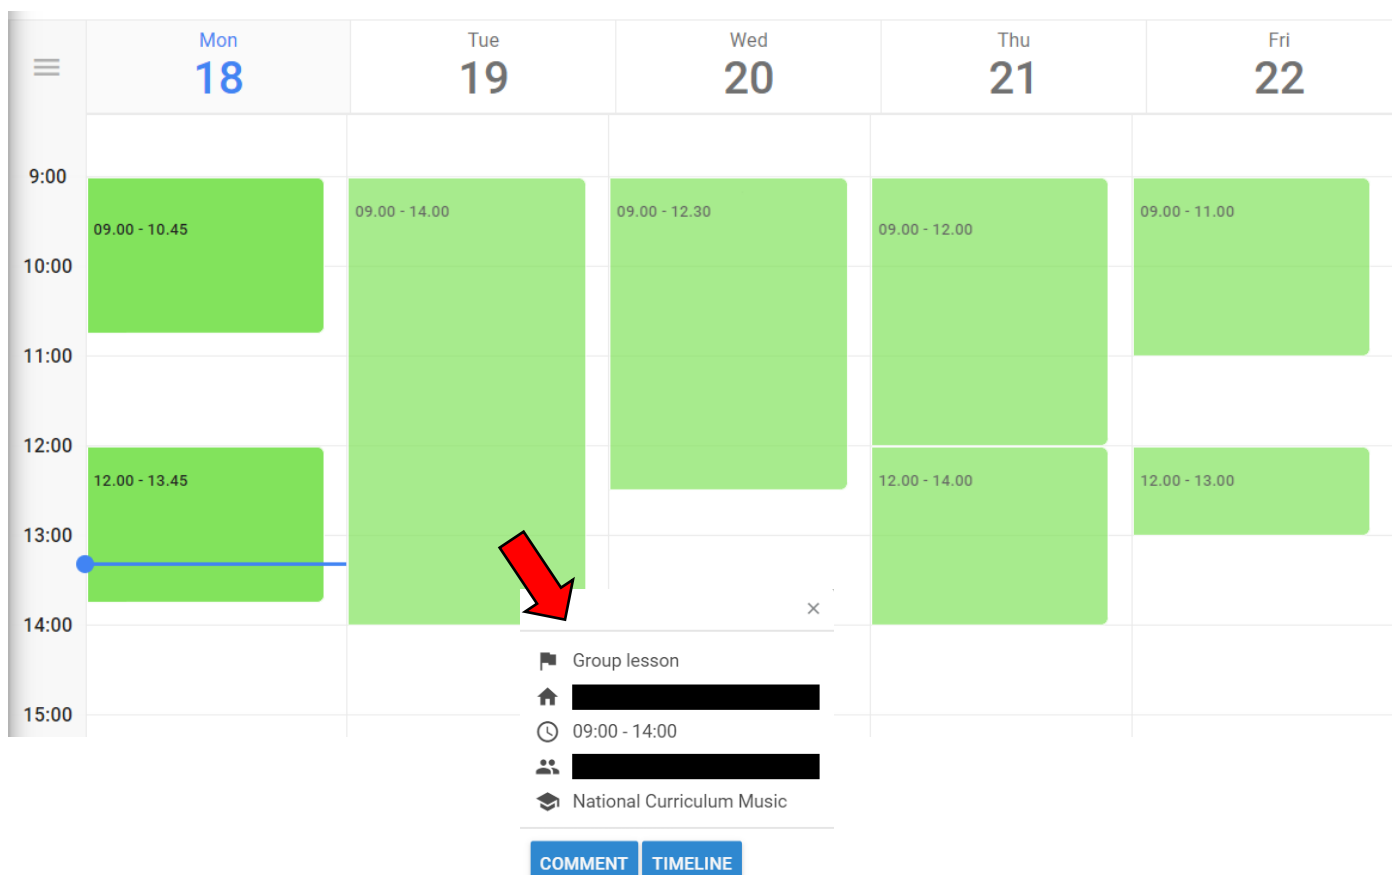 Mon
18
Tue
19
Wed
20
Thu
21
Fri
22
9:00
10:00
11:00
12:00
13:00
14:00
15:00
09.00 - 10.45
12.00 - 13.45
09.00 - 14.00
09.00 - 12.30
09.00 - 12.00
12.00 - 14.00
09.00 - 11.00
12.00 - 13.00
×
Group lesson
09:00 - 14:00
National Curriculum Music
COMMENT
TIMELINE